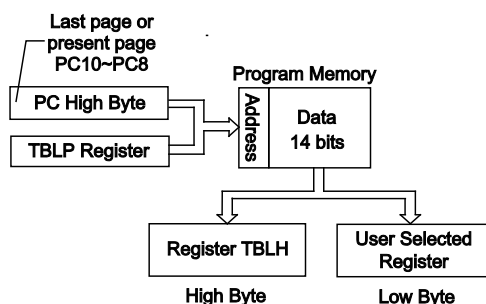 Last page or
present page
PC10~PC8
Program Memory
PC High Byte
TBLP Register
Address
Data
14 bits
Register TBLH
User Selected
Register
High Byte
Low Byte